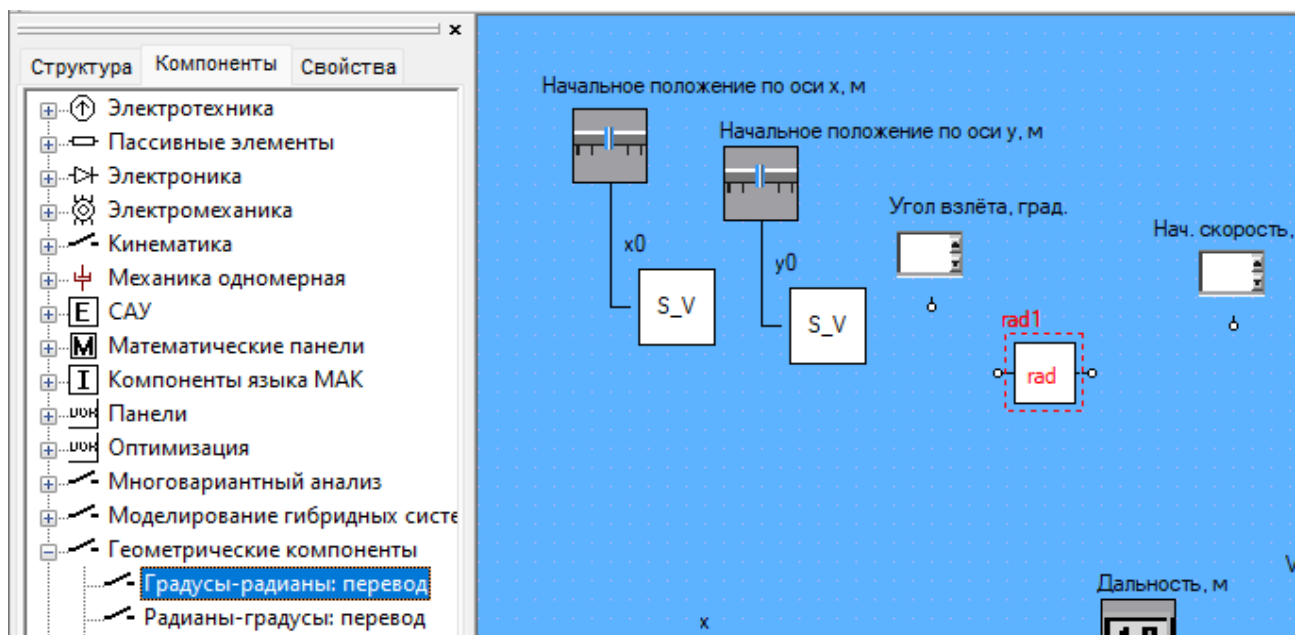 Структура Компоненты Свойства
Электротехника
Пассивные элементы
Электроника
Электромеханика
Кинематика
Механика одномерная
E САУ
M Математические панели
I Компоненты языка МАК
Панели
Оптимизация
Многовариантный анализ
Моделирование гибридных систе
Геометрические компоненты
Градусы-радианы: перевод
Радианы-градусы: перевод
Начальное положение по оси x, м
Начальное положение по оси y, м
Угол взлёта, град.
Нач. скорость,
x0
y0
S_V
S_V
rad1
rad
V
Дальность, м
x